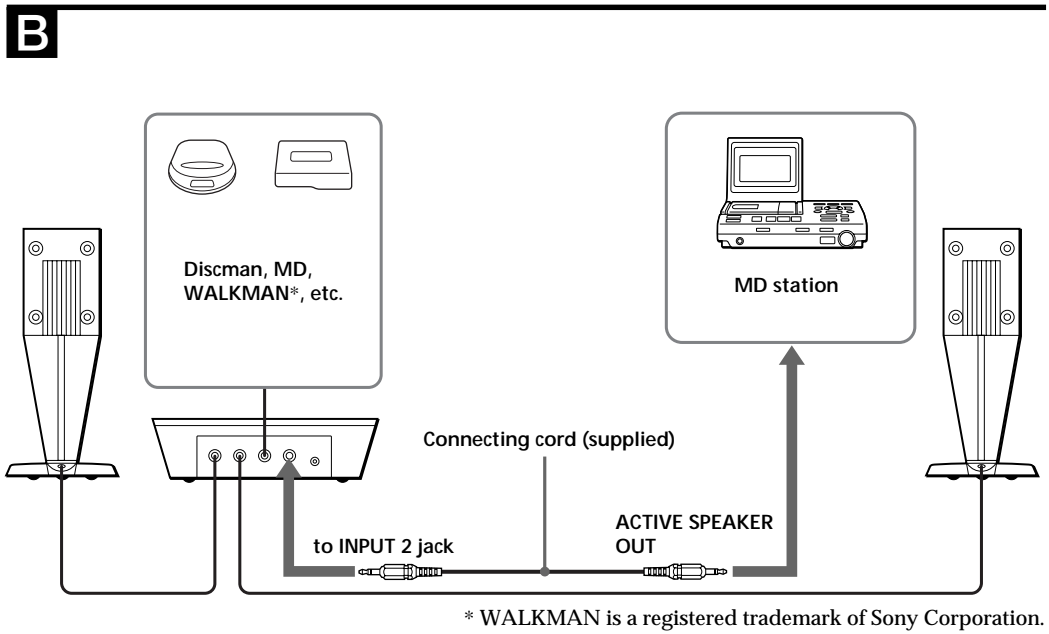 B
Discman, MD,
WALKMAN*, etc.
MD station
Connecting cord (supplied)
ACTIVE SPEAKER
OUT
to INPUT 2 jack
* WALKMAN is a registered trademark of Sony Corporation.